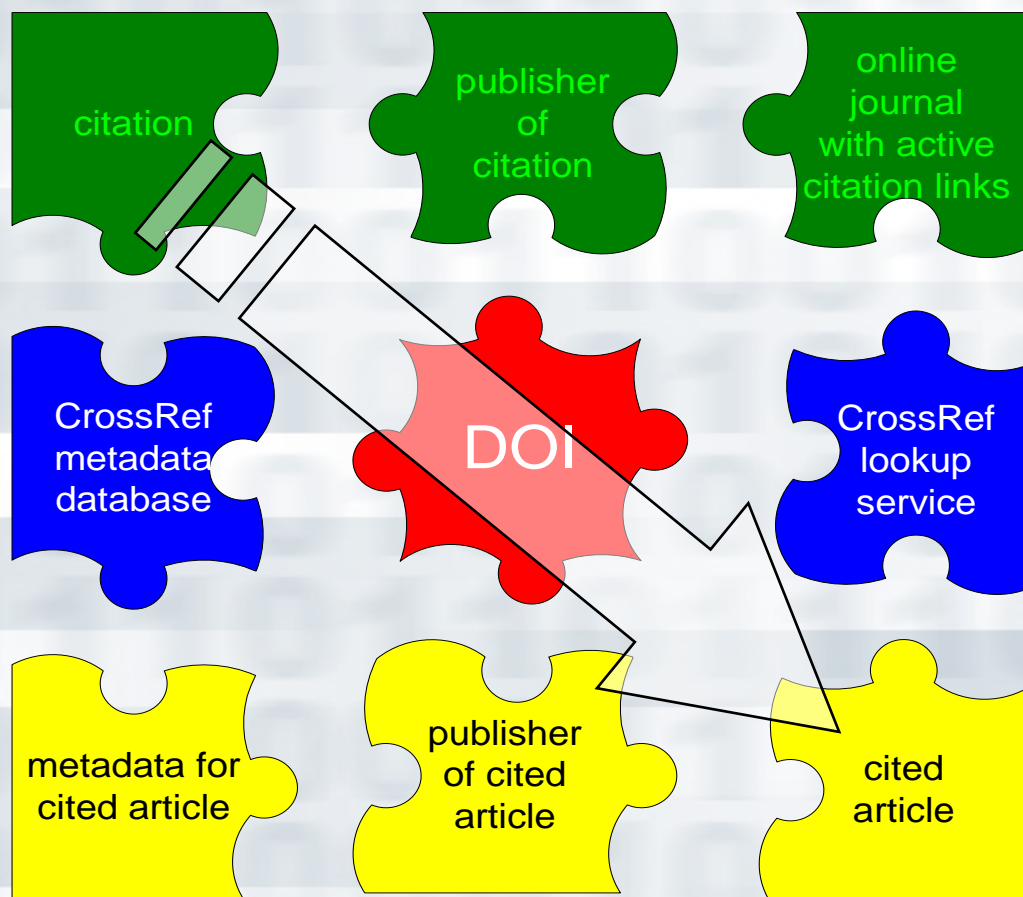 citation
publisher
of
citation
online
journal
with active
citation links
CrossRef
metadata
database
DOI
CrossRef
lookup
service
metadata for
cited article
publisher
of cited
article
cited
article